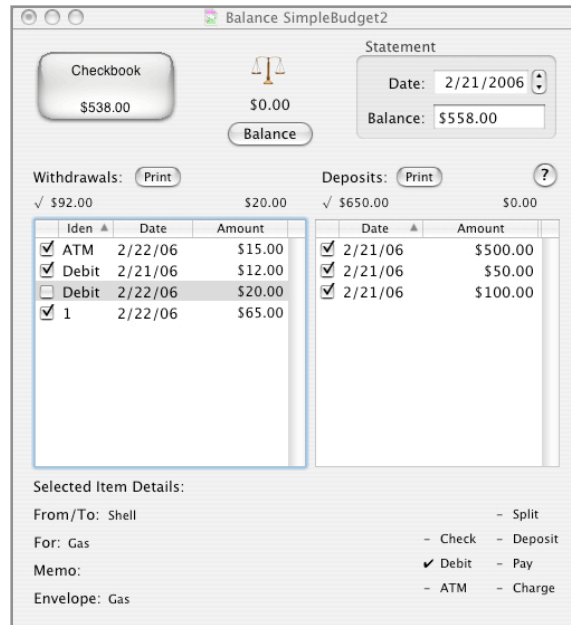 Balance SimpleBudget2
Checkbook
$538.00
$0.00
Balance
Statement
Date: 2/21/2006
Balance: $558.00
Withdrawals: Print
√ $92.00 $20.00
Iden Date Amount
ATM 2/22/06 $15.00
Debit 2/21/06 $12.00
Debit 2/22/06 $20.00
1 2/22/06 $65.00
Deposits: Print ?
√ $650.00 $0.00
Date Amount
2/21/06 $500.00
2/21/06 $50.00
2/21/06 $100.00
Selected Item Details:
From/To: Shell
For: Gas
Memo:
Envelope: Gas
– Split
– Check – Deposit
✔ Debit – Pay
– ATM – Charge